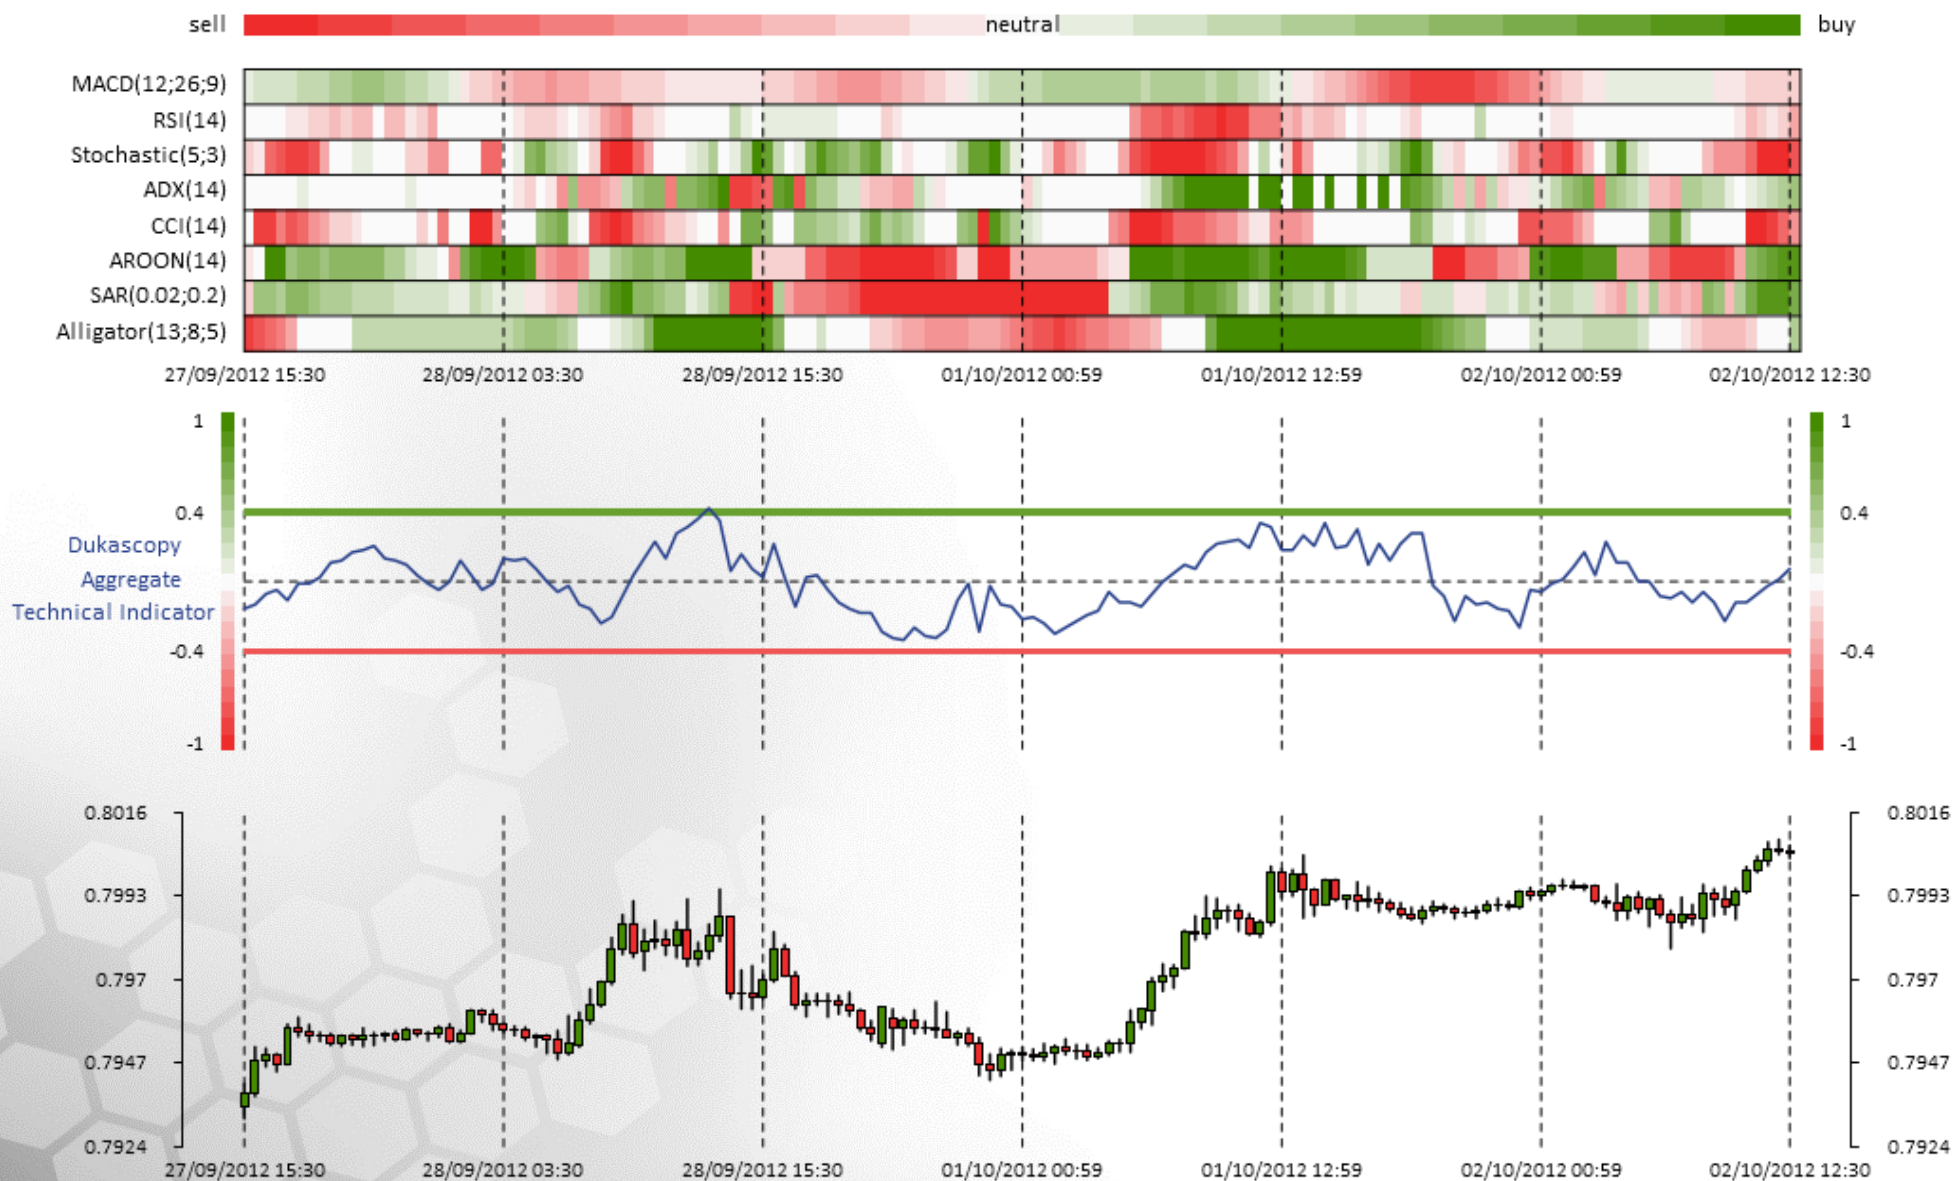 sell neutral buy
MACD(12;26;9)
RSI(14)
Stochastic(5;3)
ADX(14)
CCI(14)
AROON(14)
SAR(0.02;0.2)
Alligator(13;8;5)
27/09/2012 15:30 28/09/2012 03:30 28/09/2012 15:30 01/10/2012 00:59 01/10/2012 12:59 02/10/2012 00:59 02/10/2012 12:30
1 1
0.4 0.4
Dukascopy
Aggregate
Technical Indicator
-0.4 -0.4
-1 -1
0.8016 0.8016
0.7993 0.7993
0.797 0.797
0.7947 0.7947
0.7924 0.7924
27/09/2012 15:30 28/09/2012 03:30 28/09/2012 15:30 01/10/2012 00:59 01/10/2012 12:59 02/10/2012 00:59 02/10/2012 12:30